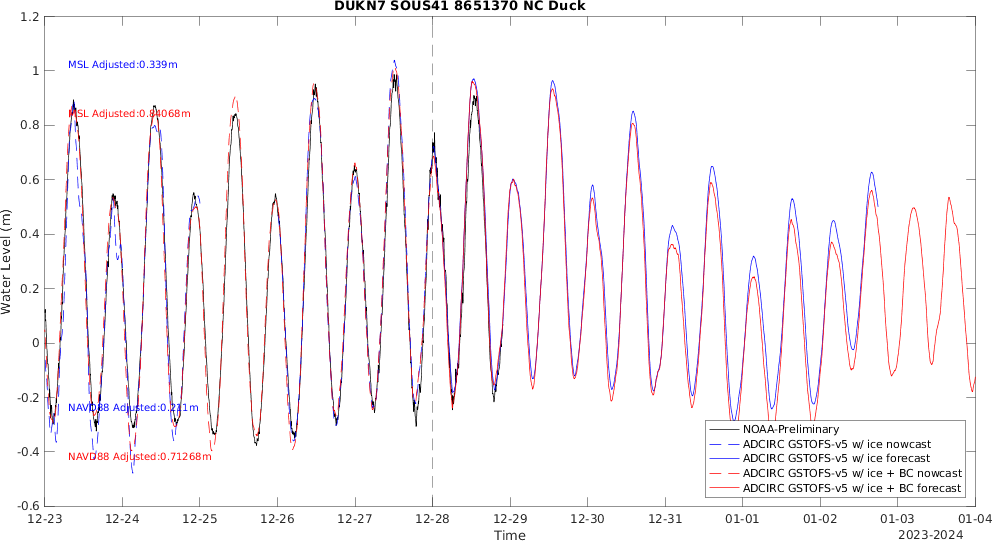 DUKN7 SOUS41 8651370 NC Duck
Water Level (m)
1.2
1
0.8
0.6
0.4
0.2
0
-0.2
-0.4
-0.6
MSL Adjusted:0.339m
MSL Adjusted:0.84068m
NAVD88 Adjusted:0.211m
NAVD88 Adjusted:0.71268m
NOAA-Preliminary
ADCIRC GSTOFS-v5 w/ ice nowcast
ADCIRC GSTOFS-v5 w/ ice forecast
ADCIRC GSTOFS-v5 w/ ice + BC nowcast
ADCIRC GSTOFS-v5 w/ ice + BC forecast
12-23 12-24 12-25 12-26 12-27 12-28 12-29 12-30 12-31 01-01 01-02 01-03 01-04
Time
2023-2024